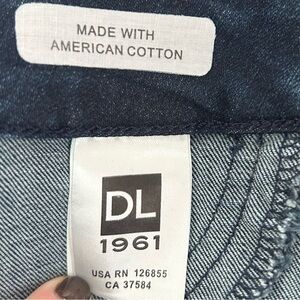 MADE WITH
AMERICAN COTTON
DL
1961
USA RN 126855
CA 37584